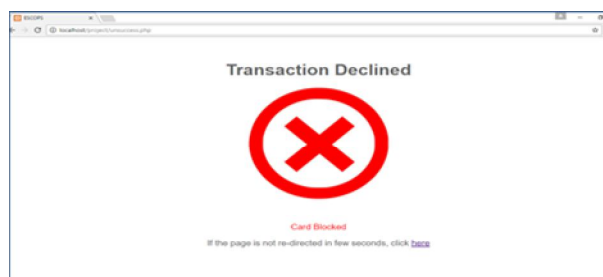 localhost/project/unsuccess.php
Transaction Declined
Card Blocked
If the page is not re-directed in few seconds, click here